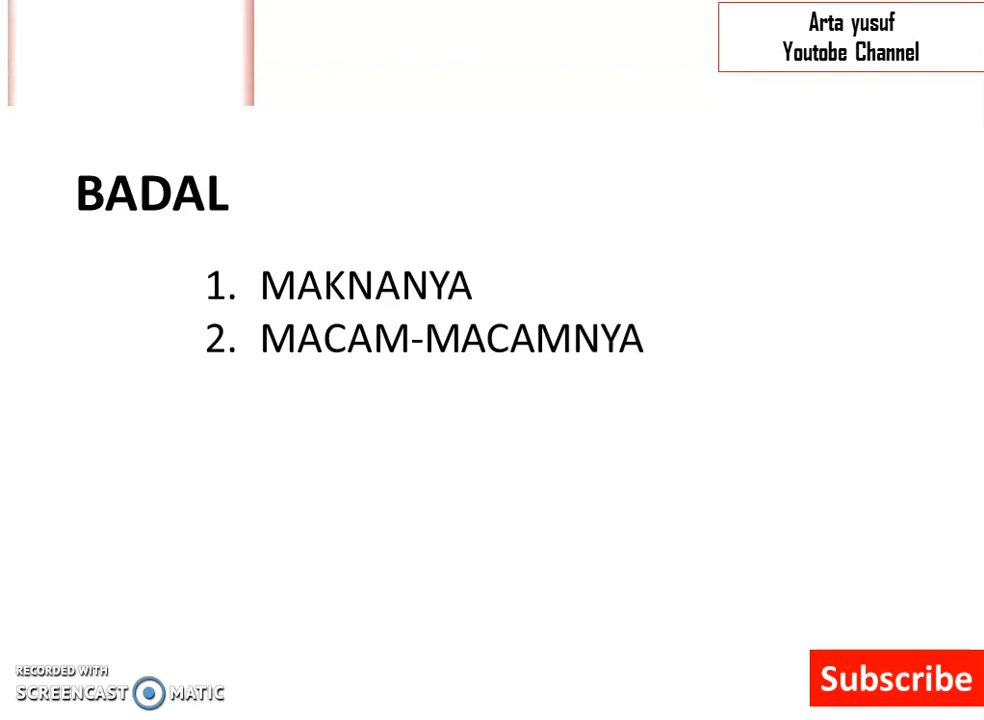 Arta yusuf
Youtobe Channel
BADAL
1. MAKNANYA
2. MACAM-MACAMNYA
RECORDED WITH
SCREENCAST MATIC
Subscribe